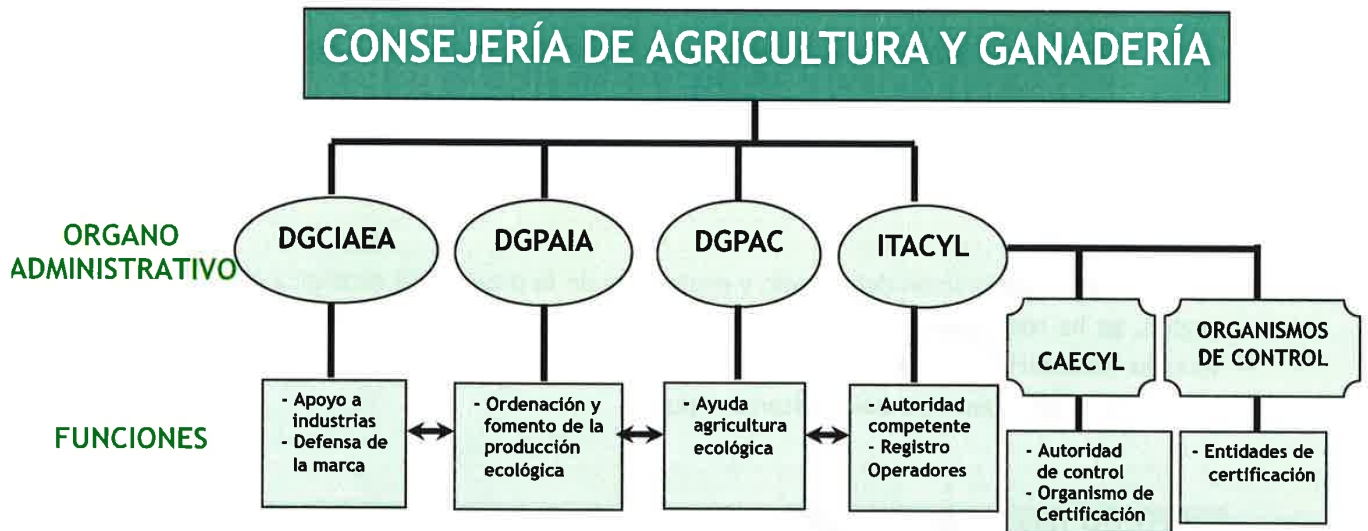 CONSEJERÍA DE AGRICULTURA Y GANADERÍA
ORGANO
ADMINISTRATIVO
DGCIAEA
DGPAIA
DGPAC
ITACYL
CAECYL
ORGANISMOS
DE CONTROL
FUNCIONES
- Apoyo a
industrias
- Defensa de
la marca
- Ordenación y
fomento de la
producción
ecológica
- Ayuda
agricultura
ecológica
- Autoridad
competente
- Registro
Operadores
- Autoridad
de control
- Organismo de
Certificación
- Entidades de
certificación